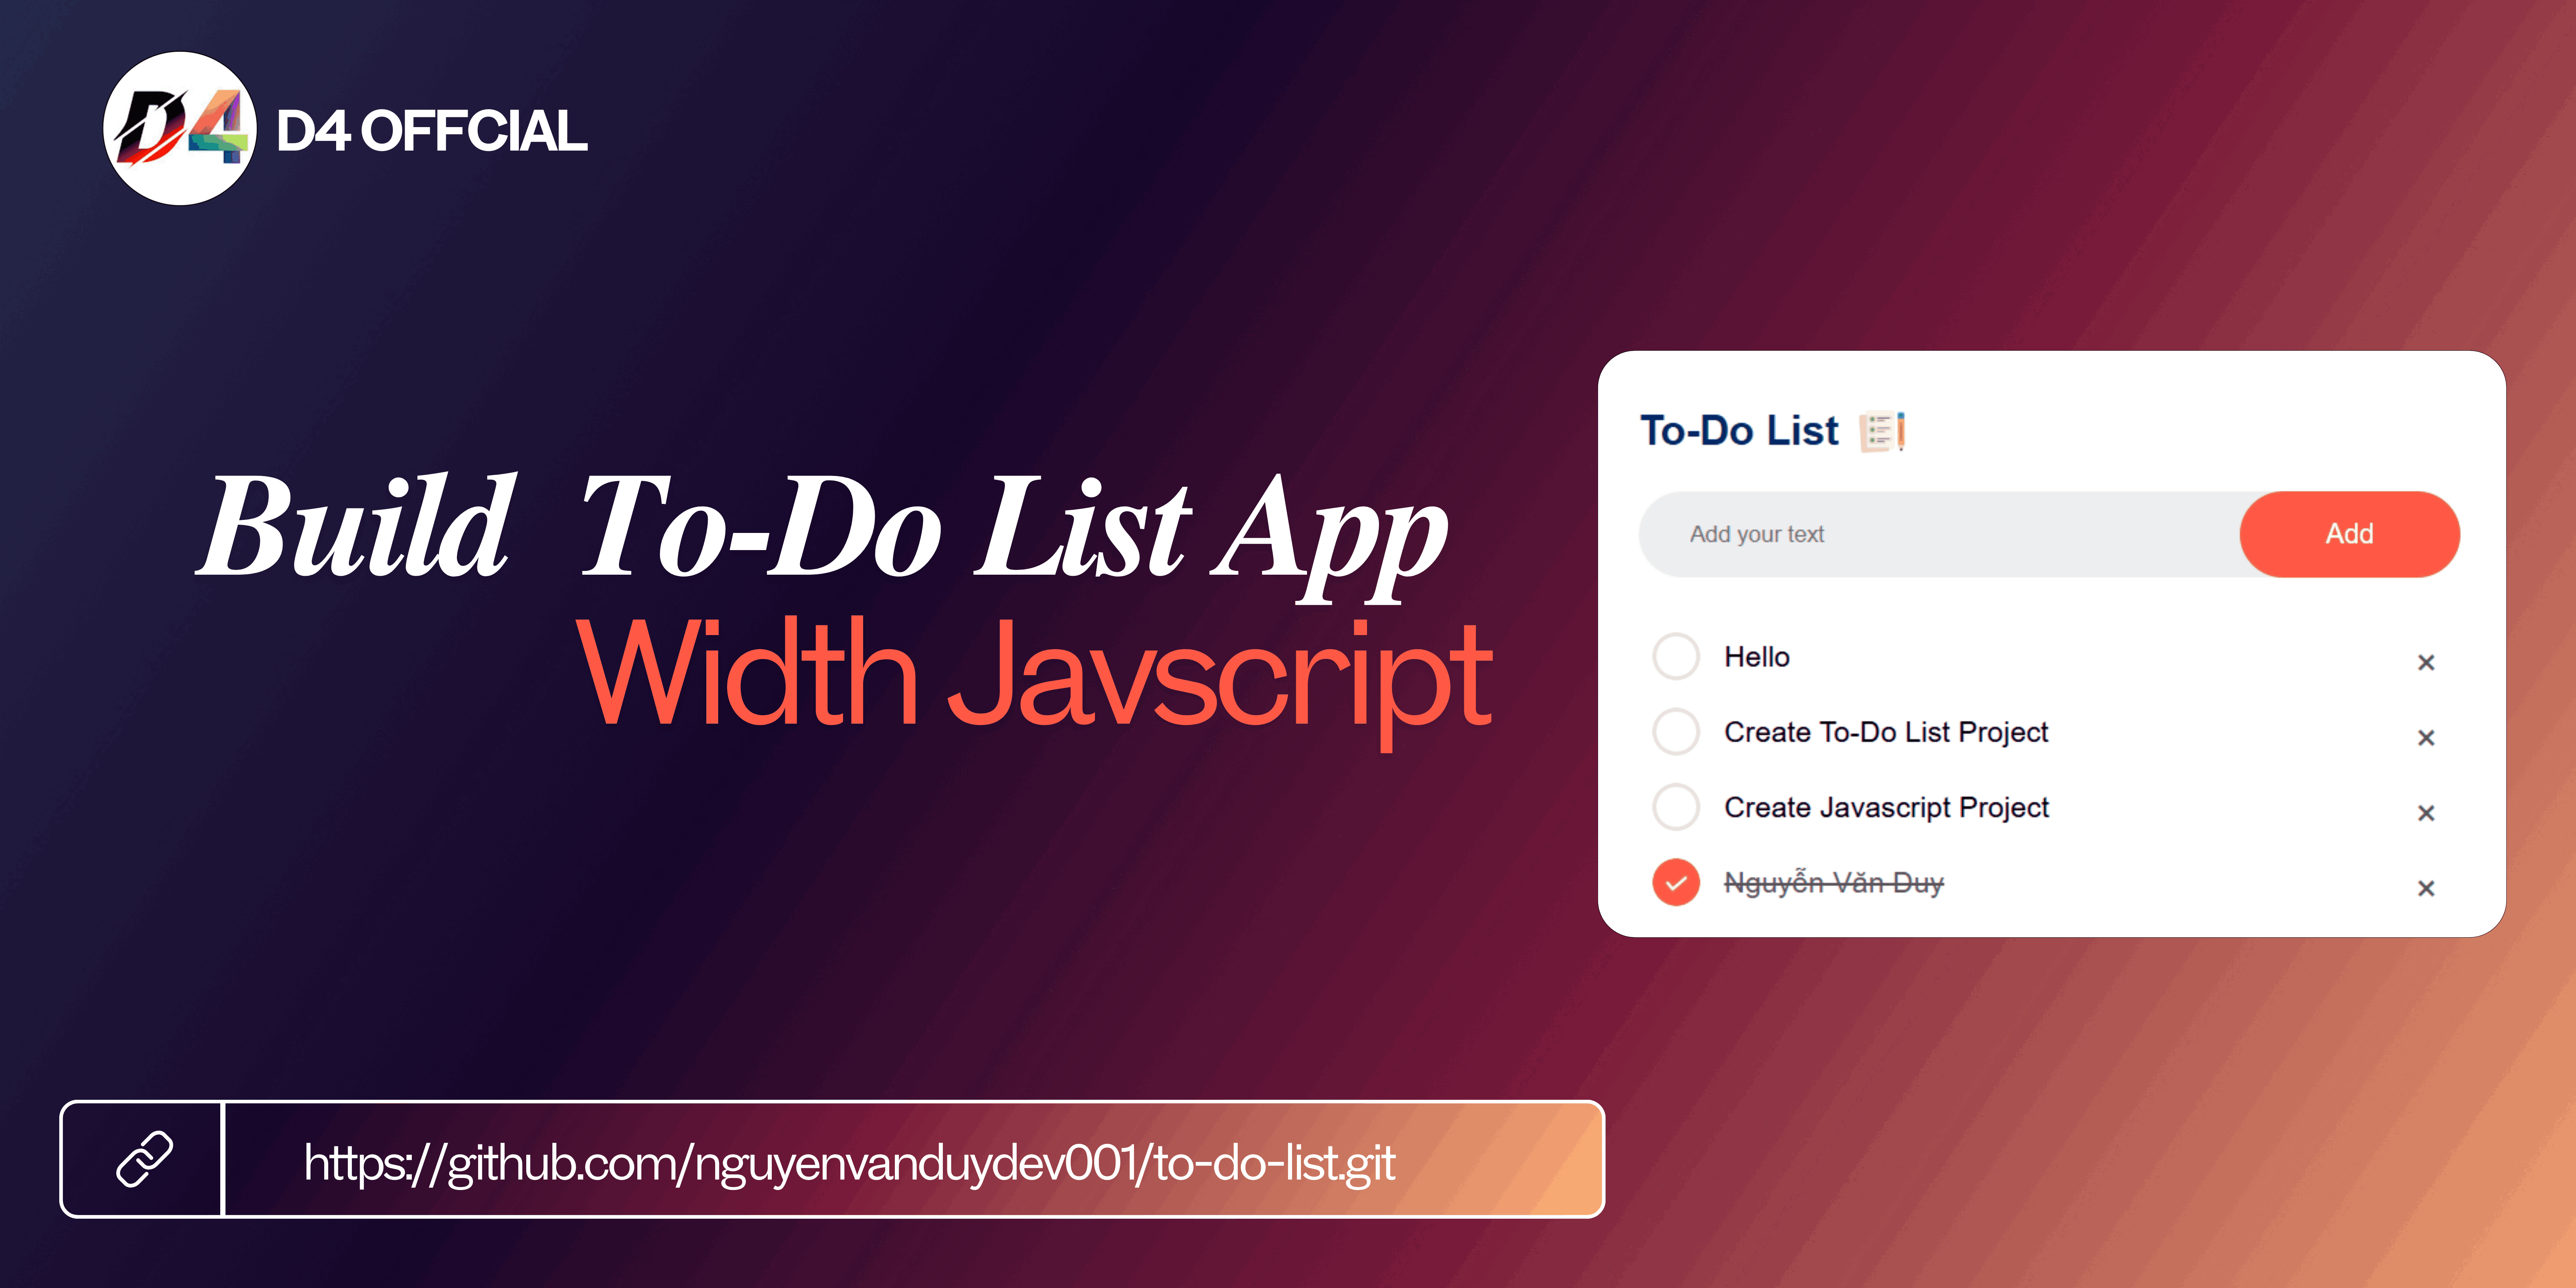 D4
D4 OFFCIAL
Build To-Do List App
Width Javscript
To-Do List
Add your text
Add
Hello
Create To-Do List Project
Create Javascript Project
Nguyễn Văn Duy
https://github.com/nguyenvanduydev001/to-do-list.git